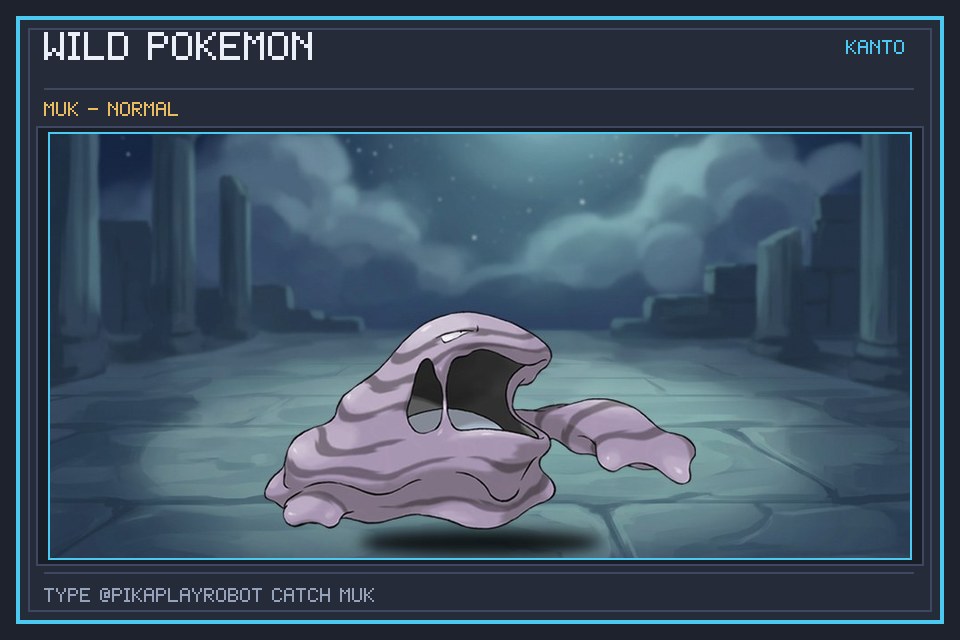 WILD POKEMON
KANTO
MUK - NORMAL
TYPE @PIKAPLAYROBOT CATCH MUK